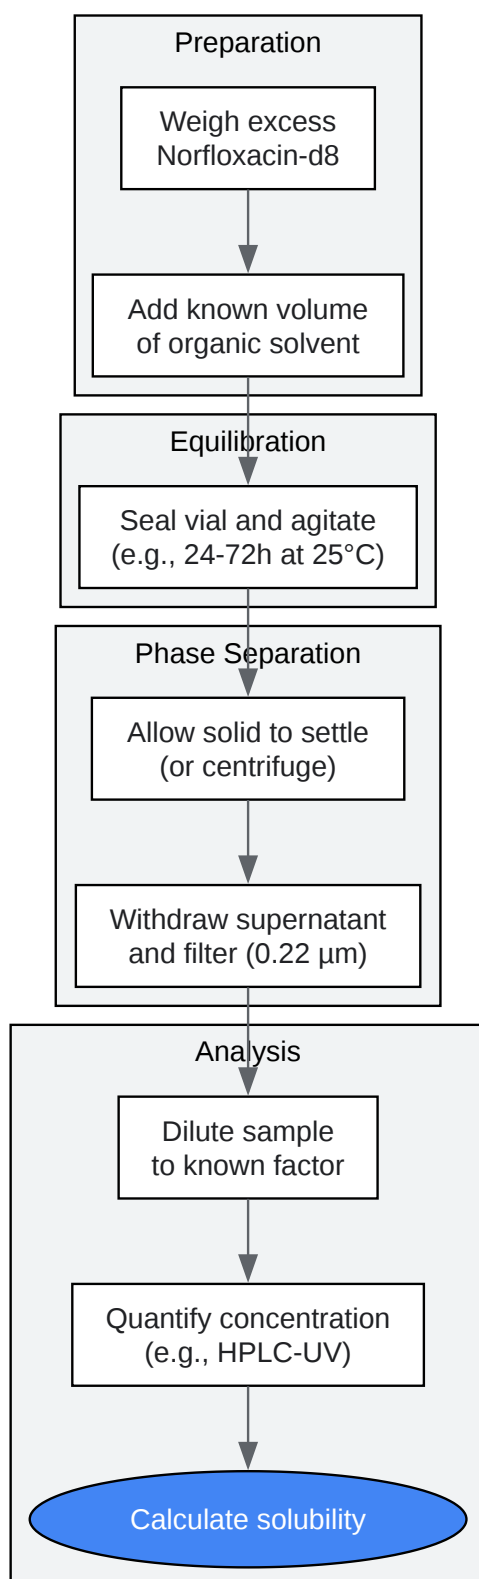 Preparation
Weigh excess
Norfloxacin-d8
Add known volume
of organic solvent
Equilibration
Seal vial and agitate
(e.g., 24-72h at 25°C)
Phase Separation
Allow solid to settle
(or centrifuge)
Withdraw supernatant
and filter (0.22 µm)
Analysis
Dilute sample
to known factor
Quantify concentration
(e.g., HPLC-UV)
Calculate solubility